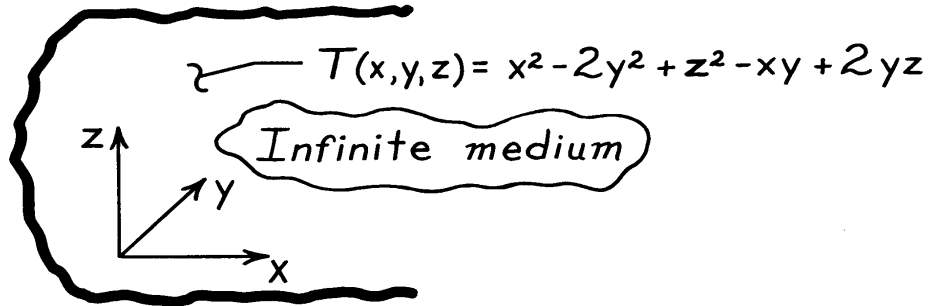 T(x,y,z)= x²-2y²+z²-xy+2yz
Infinite medium
z
y
x